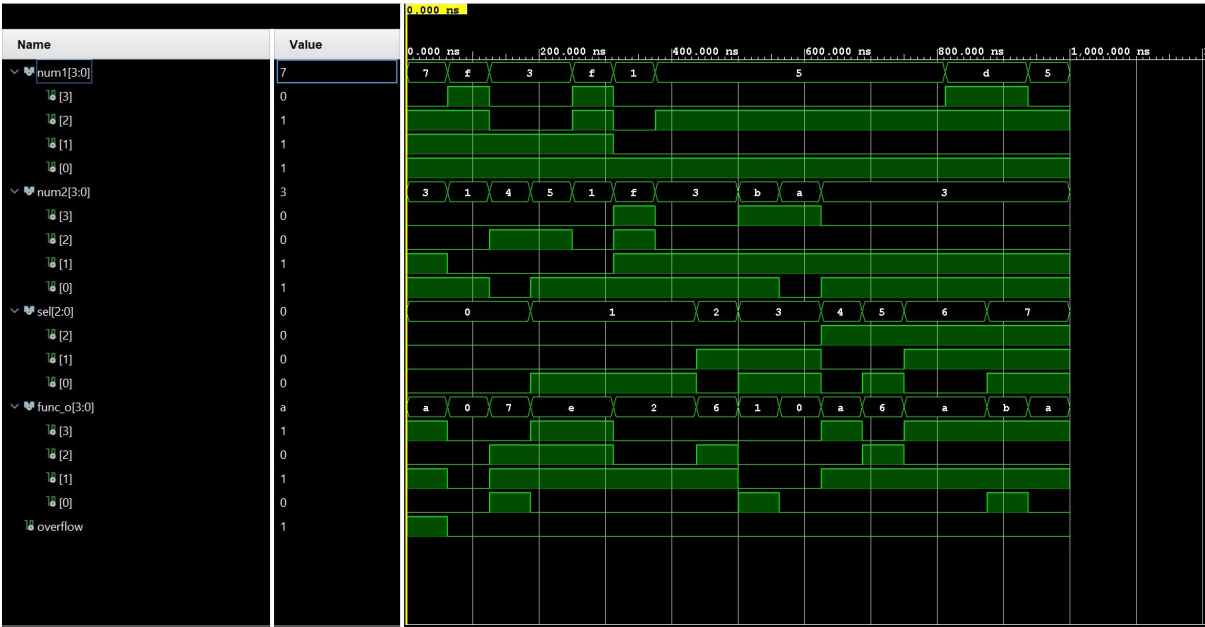 0.000 ns
Name Value 0.000 ns 200.000 ns 400.000 ns 600.000 ns 800.000 ns 1,000.000 ns
num1[3:0] 7 7 f 3 f 1 5 d 5
[3] 0
[2] 1
[1] 1
[0] 1
num2[3:0] 3 3 1 4 5 1 f 3 b a 3
[3] 0
[2] 0
[1] 1
[0] 1
sel[2:0] 0 0 1 2 3 4 5 6 7
[2] 0
[1] 0
[0] 0
func_o[3:0] a a 0 7 e 2 6 1 0 a 6 a b a
[3] 1
[2] 0
[1] 1
[0] 0
overflow 1